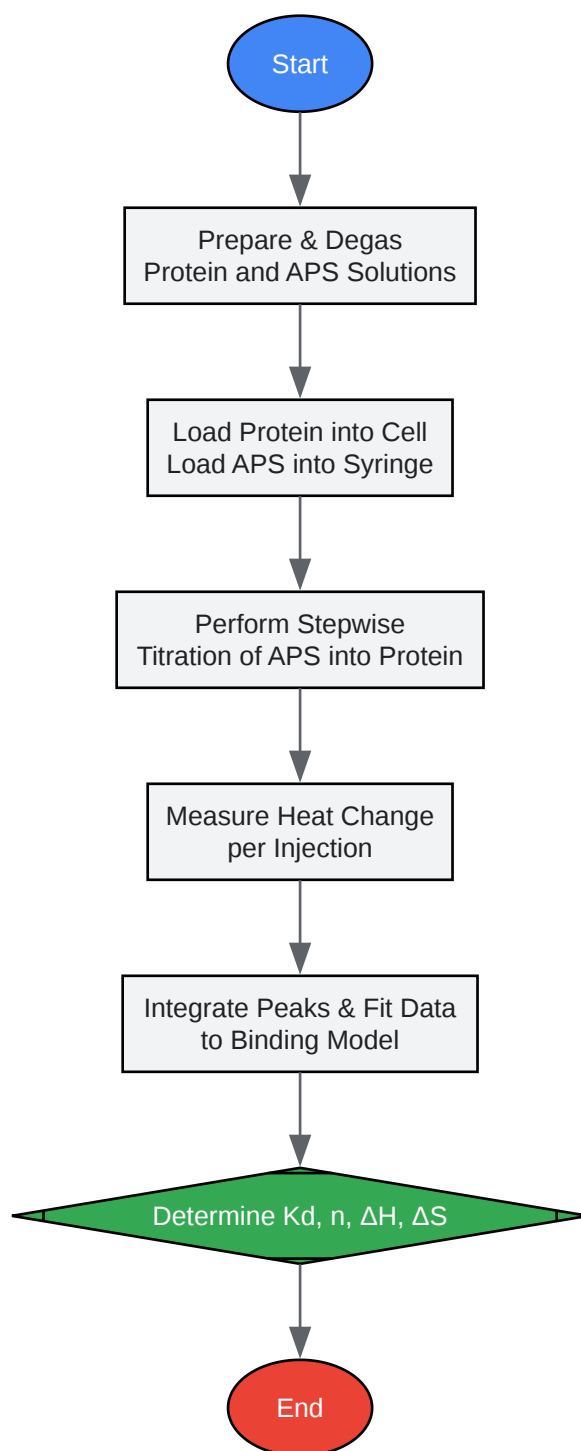 Start
Prepare & Degas
Protein and APS Solutions
Load Protein into Cell
Load APS into Syringe
Perform Stepwise
Titration of APS into Protein
Measure Heat Change
per Injection
Integrate Peaks & Fit Data
to Binding Model
Determine Kd, n, ΔH, ΔS
End